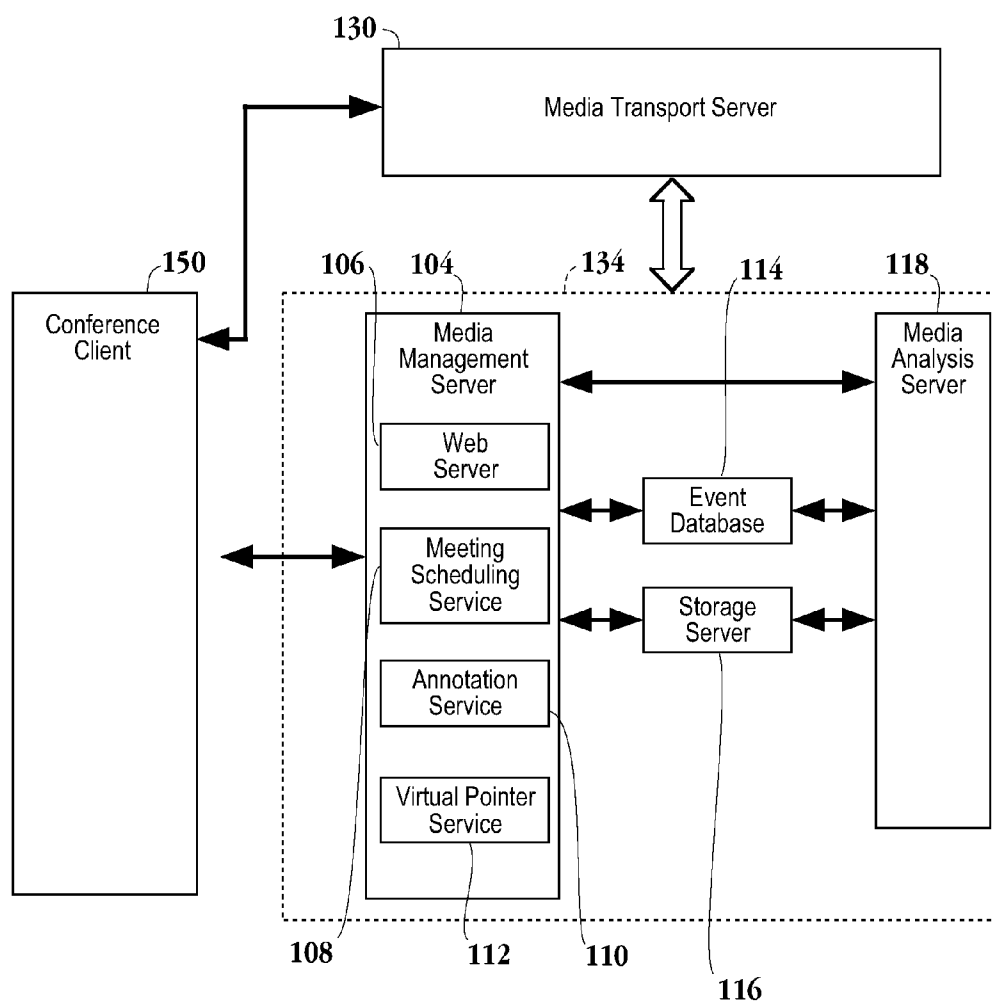 130
Media Transport Server
150
106
104
134
114
118
Conference
Client
Media
Management
Server
Media
Analysis
Server
Web
Server
Event
Database
Meeting
Scheduling
Service
Storage
Server
Annotation
Service
Virtual Pointer
Service
108
112
110
116